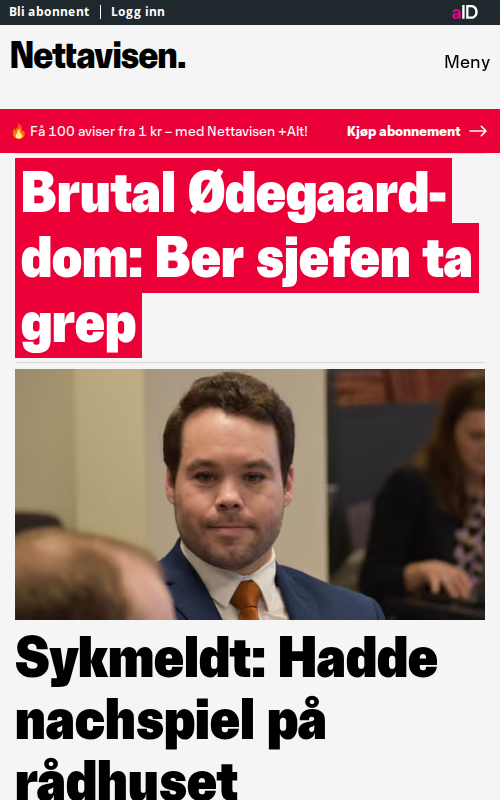 Bli abonnent | Logg inn
aID
Nettavisen.
Meny
🔥 Få 100 aviser fra 1 kr – med Nettavisen +Alt!
Kjøp abonnement →
Brutal Ødegaard-
dom: Ber sjefen ta
grep
Sykmeldt: Hadde
nachspiel på
rådhuset